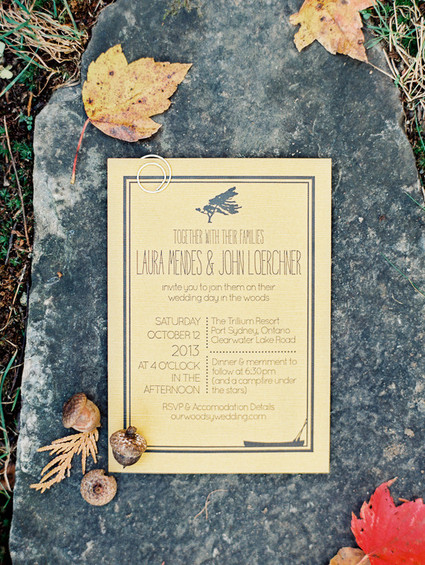 TOGETHER WITH THEIR FAMILIES
LAURA MENDES & JOHN LOERCHNER
invite you to join them on their
wedding day in the woods
SATURDAY
OCTOBER 12
2013
AT 4 O'CLOCK
IN THE
AFTERNOON
The Trillium Resort
Port Sydney, Ontario
Clearwater Lake Road
Dinner & merriment to
follow at 6:30pm
(and a campfire under
the stars)
RSVP & Accomodation Details
ourwoodsywedding.com